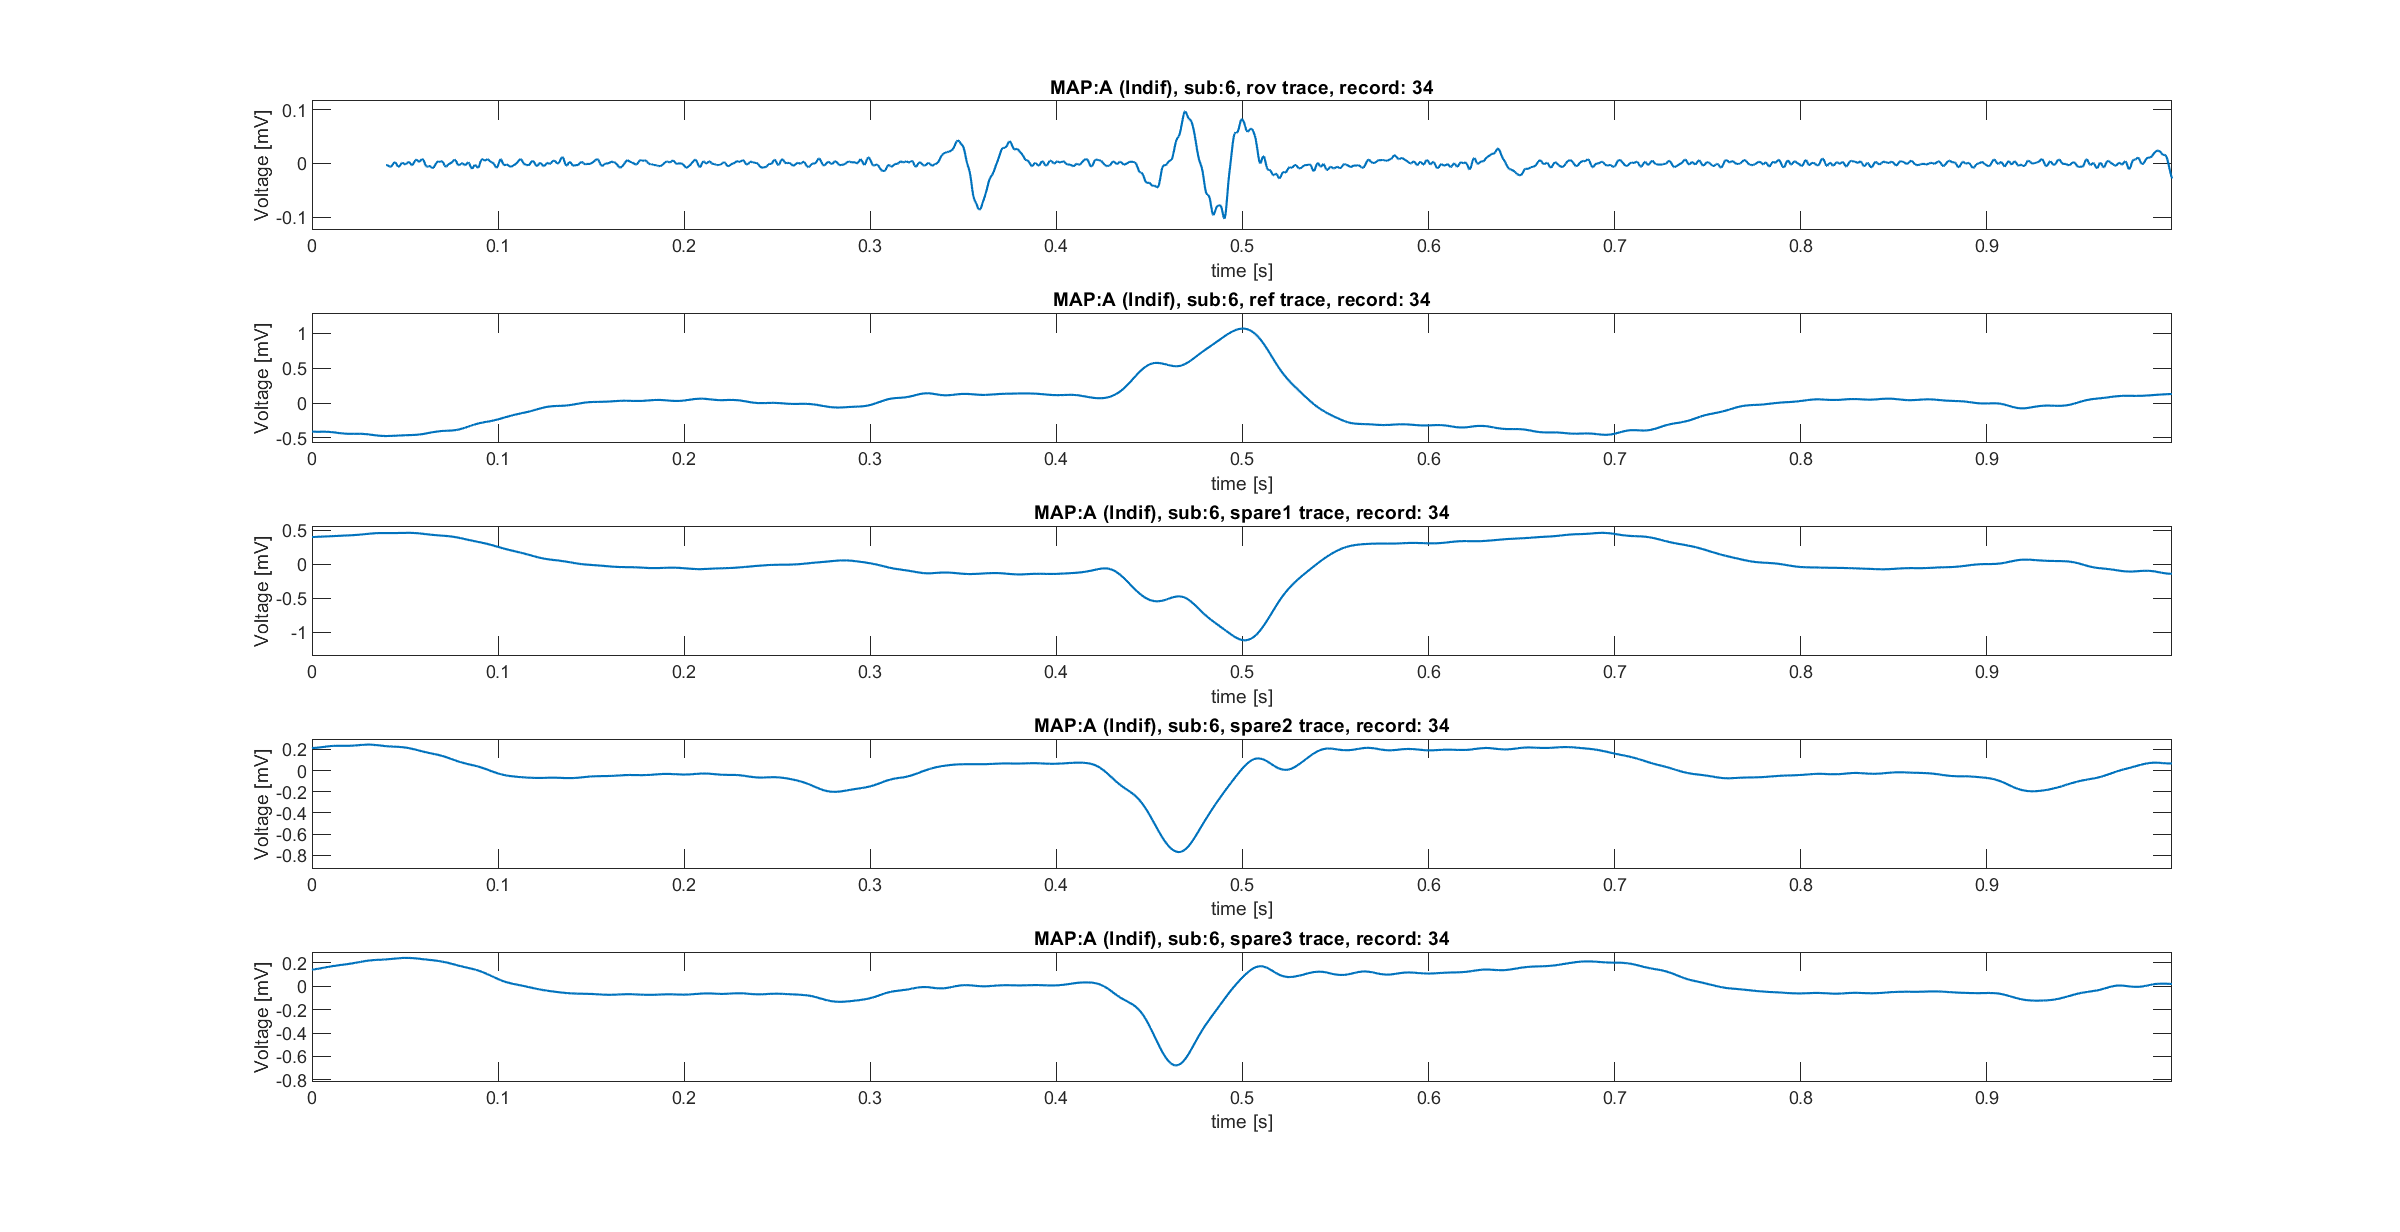 MAP:A (Indif), sub:6, rov trace, record: 34
Voltage [mV]
0.1
0
-0.1
0 0.1 0.2 0.3 0.4 0.5 0.6 0.7 0.8 0.9
time [s]
MAP:A (Indif), sub:6, ref trace, record: 34
Voltage [mV]
1
0.5
0
-0.5
0 0.1 0.2 0.3 0.4 0.5 0.6 0.7 0.8 0.9
time [s]
MAP:A (Indif), sub:6, spare1 trace, record: 34
Voltage [mV]
0.5
0
-0.5
-1
0 0.1 0.2 0.3 0.4 0.5 0.6 0.7 0.8 0.9
time [s]
MAP:A (Indif), sub:6, spare2 trace, record: 34
Voltage [mV]
0.2
0
-0.2
-0.4
-0.6
-0.8
0 0.1 0.2 0.3 0.4 0.5 0.6 0.7 0.8 0.9
time [s]
MAP:A (Indif), sub:6, spare3 trace, record: 34
Voltage [mV]
0.2
0
-0.2
-0.4
-0.6
-0.8
0 0.1 0.2 0.3 0.4 0.5 0.6 0.7 0.8 0.9
time [s]